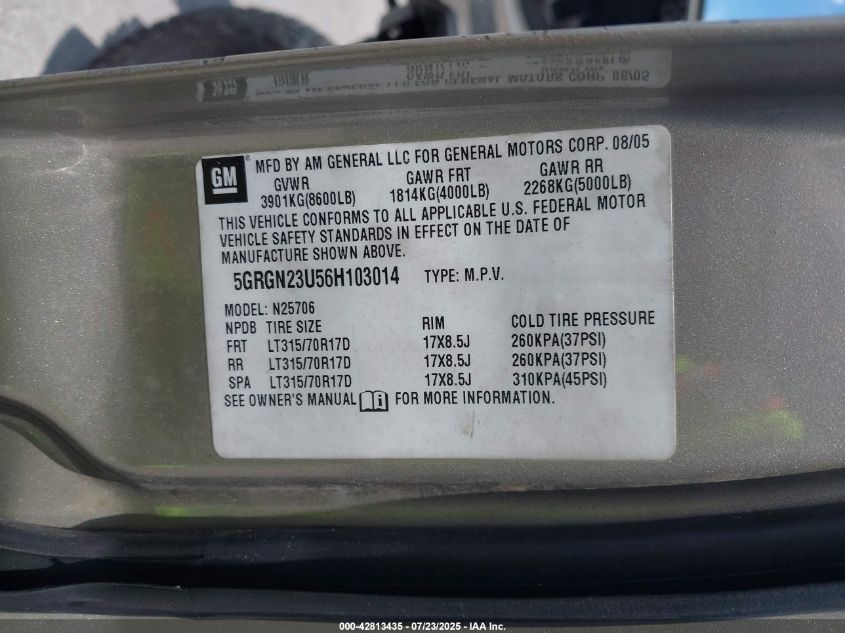 GM
MFD BY AM GENERAL LLC FOR GENERAL MOTORS CORP. 08/05
GVWR GAWR FRT GAWR RR
3901KG(8600LB) 1814KG(4000LB) 2268KG(5000LB)
THIS VEHICLE CONFORMS TO ALL APPLICABLE U.S. FEDERAL MOTOR
VEHICLE SAFETY STANDARDS IN EFFECT ON THE DATE OF
MANUFACTURE SHOWN ABOVE.
5GRGN23U56H103014 TYPE: M.P.V.
MODEL: N25706
NPDB TIRE SIZE RIM COLD TIRE PRESSURE
FRT LT315/70R17D 17X8.5J 260KPA(37PSI)
RR LT315/70R17D 17X8.5J 260KPA(37PSI)
SPA LT315/70R17D 17X8.5J 310KPA(45PSI)
SEE OWNER'S MANUAL FOR MORE INFORMATION.
000-42813435 - 07/23/2025 - IAA Inc.